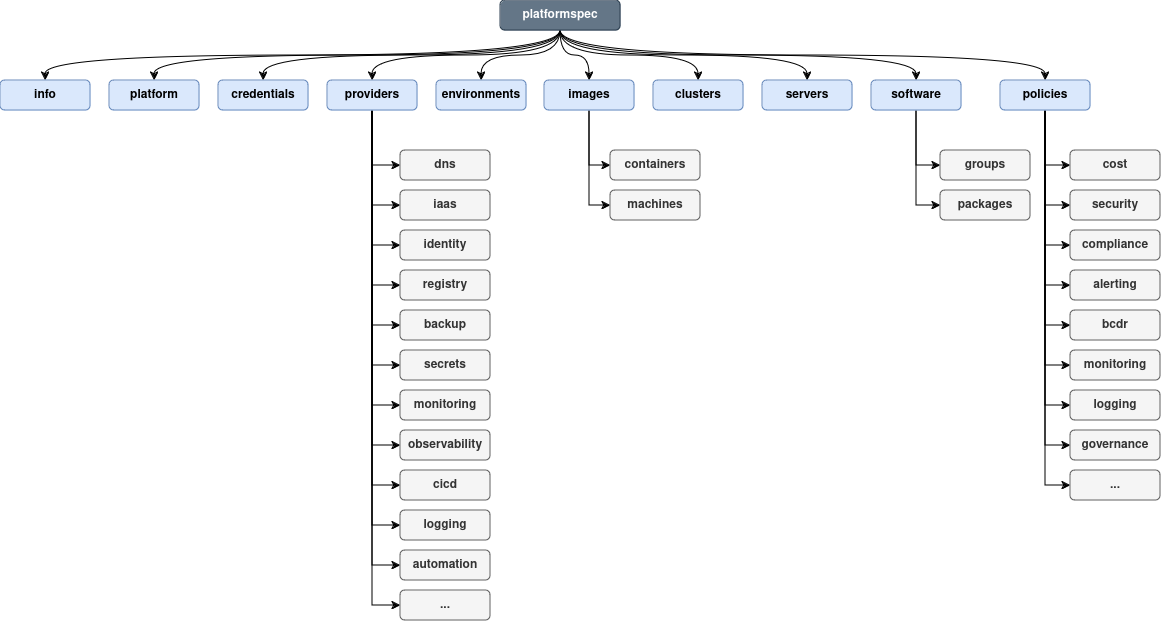 platformspec
info
platform
credentials
providers
environments
images
clusters
servers
software
policies
dns
iaas
identity
registry
backup
secrets
monitoring
observability
cicd
logging
automation
...
containers
machines
groups
packages
cost
security
compliance
alerting
bcdr
monitoring
logging
governance
...